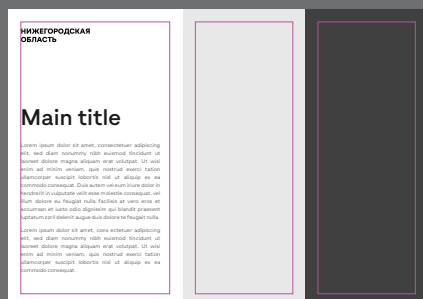 НИЖЕГОРОДСКАЯ
ОБЛАСТЬ
Main title
Lorem ipsum dolor sit amet, consectetuer adipiscing
elit, sed diam nonummy nibh euismod tincidunt ut
laoreet dolore magna aliquam erat volutpat. Ut wisi
enim ad minim veniam, quis nostrud exerci tation
ullamcorper suscipit lobortis nisl ut aliquip ex ea
commodo consequat. Duis autem vel eum iriure dolor in
hendrerit in vulputate velit esse molestie consequat, vel
illum dolore eu feugiat nulla facilisis at vero eros et
accumsan et iusto odio dignissim qui blandit praesent
luptatum zzril delenit augue duis dolore te feugait nulla.
Lorem ipsum dolor sit amet, cons ectetuer adipiscing
elit, sed diam nonummy nibh euismod tincidunt ut
laoreet dolore magna aliquam erat volutpat. Ut wisi
enim ad minim veniam, quis nostrud exerci tation
ullamcorper suscipit lobortis nisl ut aliquip ex ea
commodo consequat.